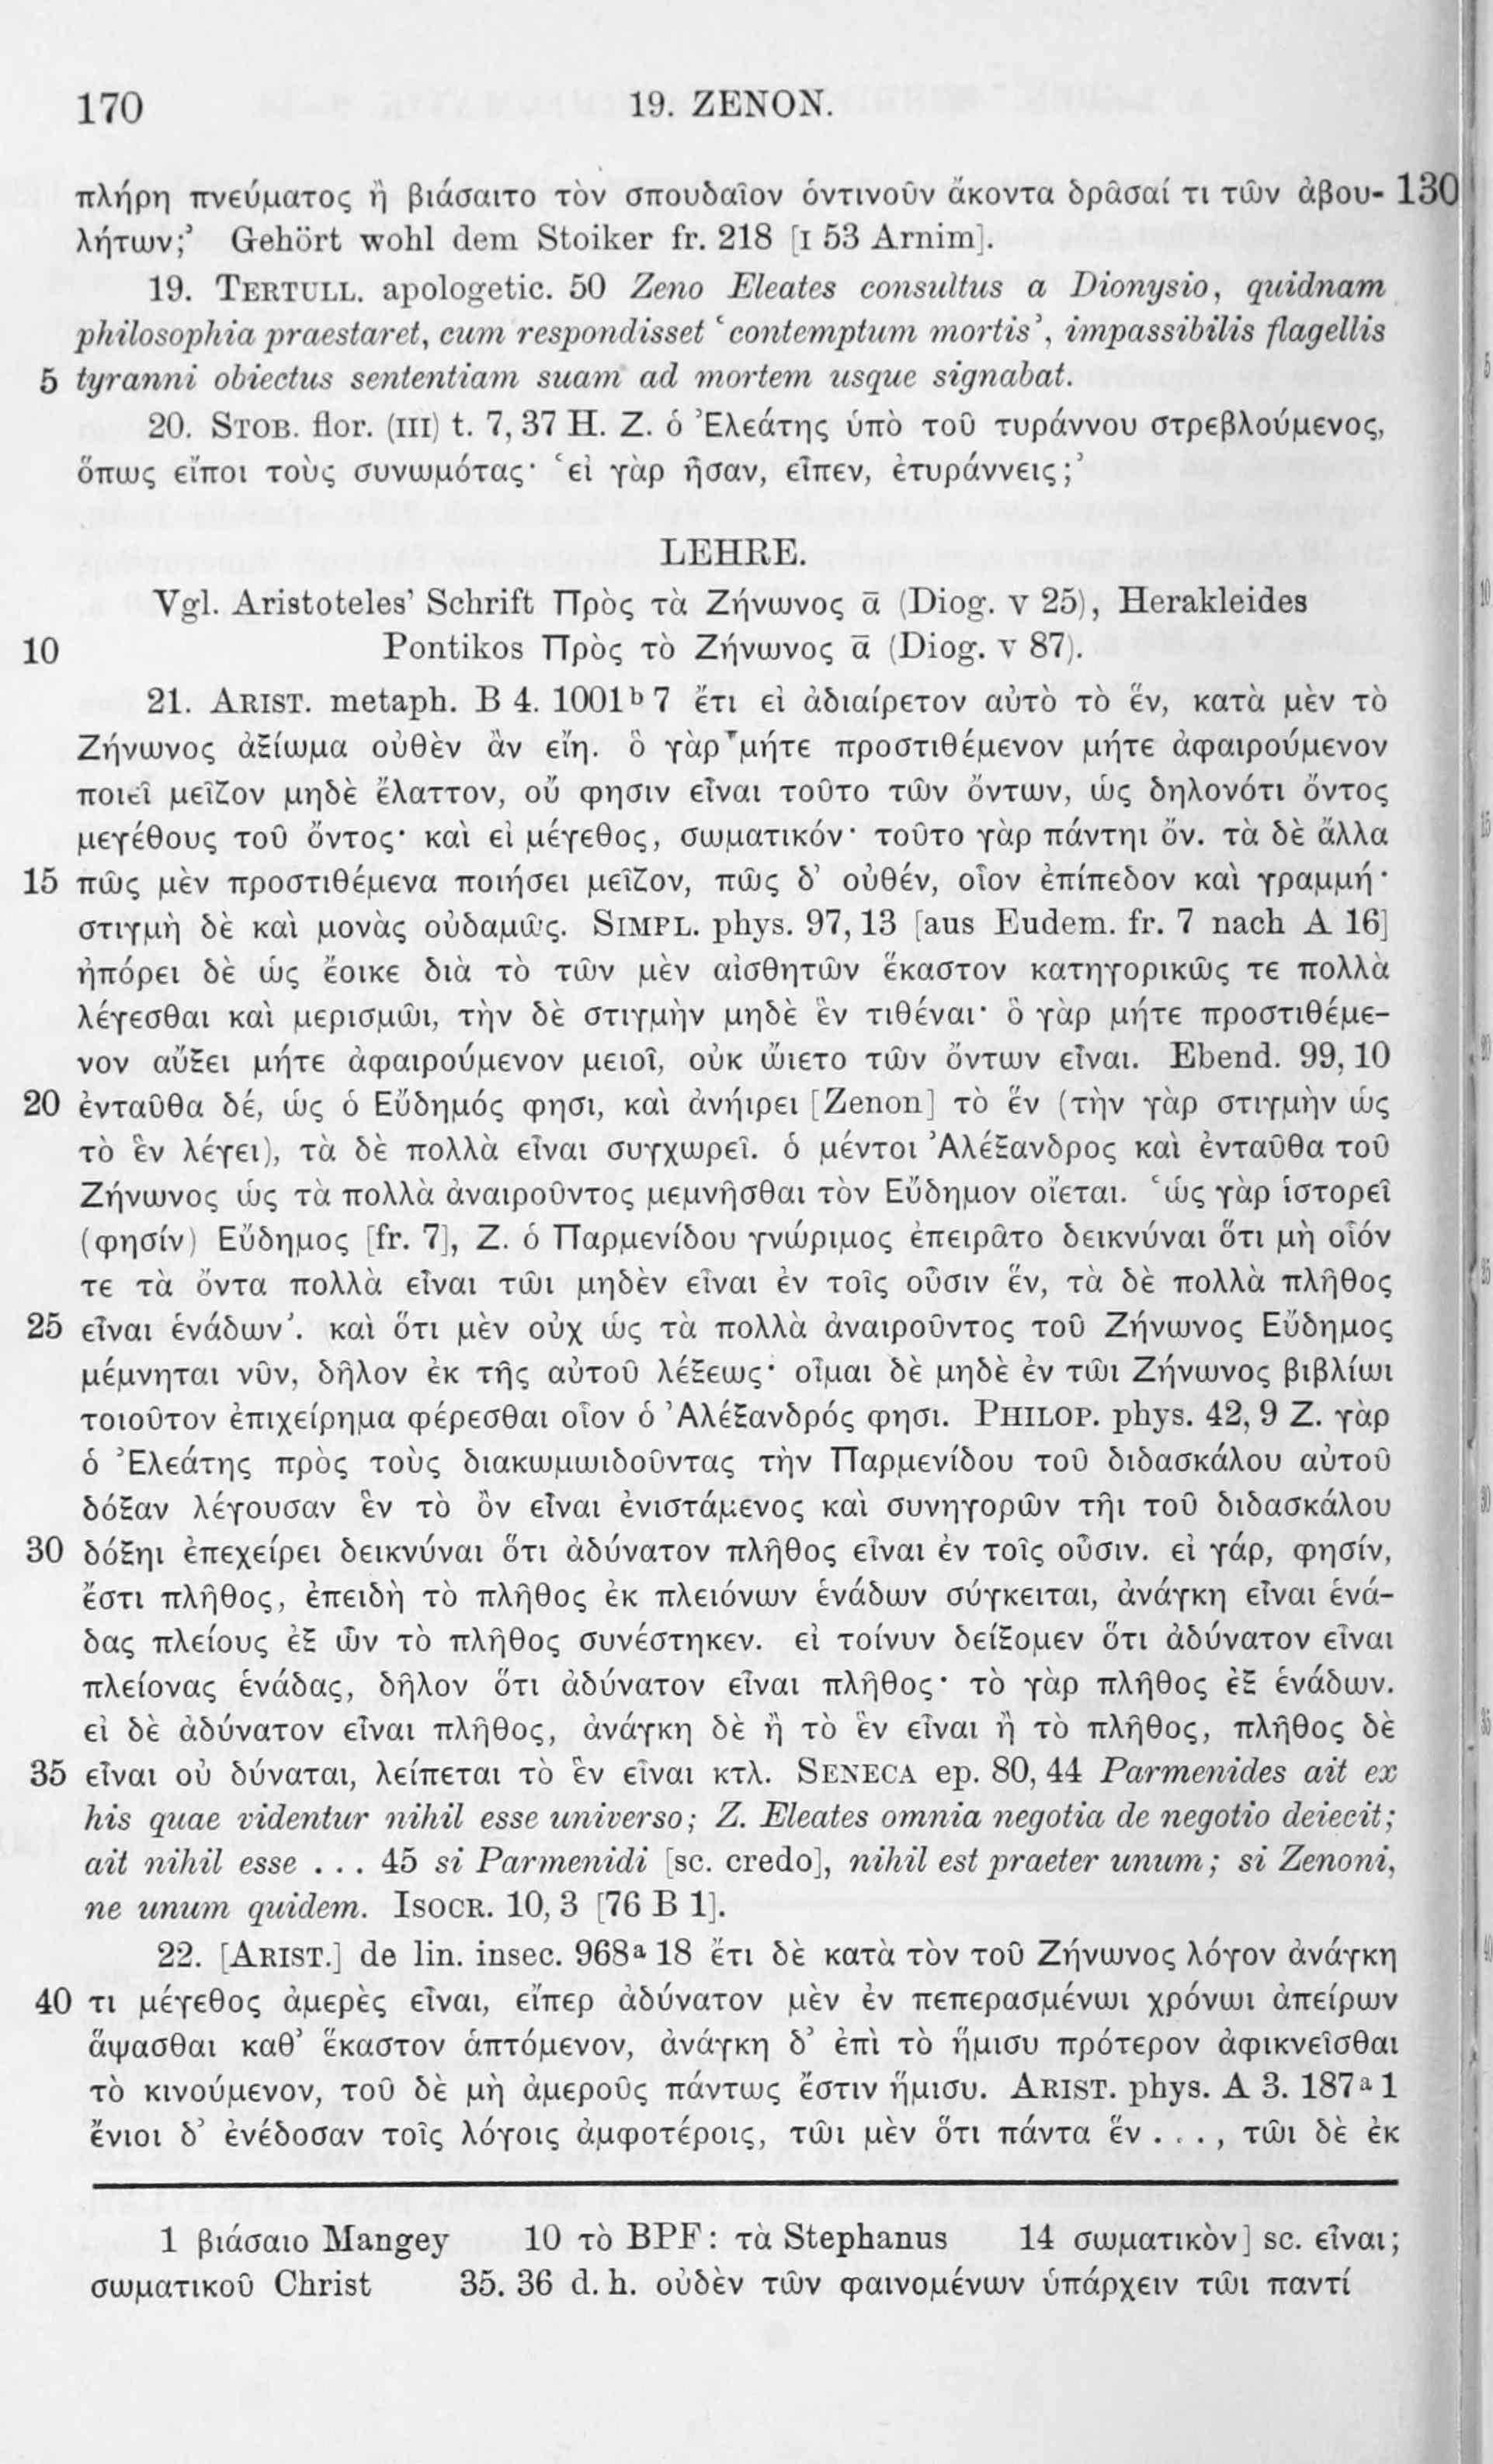 170 19. ZENON.
πλήρη πνεύματος ἢ βιάσαιτο τὸν σπουδαῖον ὁντινοῦν ἄκοντα δρᾶσαί τι τῶν ἀβου- 130
λήτων;’ Gehört wohl dem Stoiker fr. 218 [I 53 Arnim].
19. TERTULL. apologetic. 50 Zeno Eleates consultus a Dionysio, quidnam
philosophia praestaret, cum respondisset ‘contemptum mortis’, impassibilis flagellis
5 tyranni obiectus sententiam suam ad mortem usque signabat.
20. STOB. flor. (III) t. 7, 37 H. Ζ. ὁ Ἐλεάτης ὑπὸ τοῦ τυράννου στρεβλούμενος,
ὅπως εἴποι τοὺς συνωμότας· ‘εἰ γὰρ ἦσαν, εἶπεν, ἐτυράννεις;’
LEHRE.
Vgl. Aristoteles’ Schrift Πρὸς τὰ Ζήνωνος ᾱ (Diog. V 25), Herakleides
10 Pontikos Πρὸς τὸ Ζήνωνος ᾱ (Diog. V 87).
21. ARIST. metaph. B 4. 1001ᵇ 7 ἔτι εἰ ἀδιαίρετον αὐτὸ τὸ ἕν, κατὰ μὲν τὸ
Ζήνωνος ἀξίωμα οὐθὲν ἂν εἴη. ὃ γὰρ μήτε προστιθέμενον μήτε ἀφαιρούμενον
ποιεῖ μεῖζον μηδὲ ἔλαττον, οὔ φησιν εἶναι τοῦτο τῶν ὄντων, ὡς δηλονότι ὄντος
μεγέθους τοῦ ὄντος· καὶ εἰ μέγεθος, σωματικόν· τοῦτο γὰρ πάντηι ὄν. τὰ δὲ ἄλλα
15 πῶς μὲν προστιθέμενα ποιήσει μεῖζον, πῶς δ’ οὐθέν, οἷον ἐπίπεδον καὶ γραμμή·
στιγμὴ δὲ καὶ μονὰς οὐδαμῶς. SIMPL. phys. 97, 13 [aus Eudem. fr. 7 nach A 16]
ἠπόρει δὲ ὡς ἔοικε διὰ τὸ τῶν μὲν αἰσθητῶν ἕκαστον κατηγορικῶς τε πολλὰ
λέγεσθαι καὶ μερισμῶι, τὴν δὲ στιγμὴν μηδὲ ἓν τιθέναι· ὃ γὰρ μήτε προστιθέμε-
νον αὔξει μήτε ἀφαιρούμενον μειοῖ, οὐκ ὤιετο τῶν ὄντων εἶναι. Ebend. 99, 10
20 ἐνταῦθα δέ, ὡς ὁ Εὔδημός φησι, καὶ ἀνήιρει [Zenon] τὸ ἕν (τὴν γὰρ στιγμὴν ὡς
τὸ ἓν λέγει), τὰ δὲ πολλὰ εἶναι συγχωρεῖ. ὁ μέντοι Ἀλέξανδρος καὶ ἐνταῦθα τοῦ
Ζήνωνος ὡς τὰ πολλὰ ἀναιροῦντος μεμνῆσθαι τὸν Εὔδημον οἴεται. ‘ὡς γὰρ ἱστορεῖ
(φησίν) Εὔδημος [fr. 7], Ζ. ὁ Παρμενίδου γνώριμος ἐπειρᾶτο δεικνύναι ὅτι μὴ οἷόν
τε τὰ ὄντα πολλὰ εἶναι τῶι μηδὲν εἶναι ἐν τοῖς οὖσιν ἕν, τὰ δὲ πολλὰ πλῆθος
25 εἶναι ἑνάδων’. καὶ ὅτι μὲν οὐχ ὡς τὰ πολλὰ ἀναιροῦντος τοῦ Ζήνωνος Εὔδημος
μέμνηται νῦν, δῆλον ἐκ τῆς αὐτοῦ λέξεως· οἶμαι δὲ μηδὲ ἐν τῶι Ζήνωνος βιβλίωι
τοιοῦτον ἐπιχείρημα φέρεσθαι οἷον ὁ Ἀλέξανδρός φησι. PHILOP. phys. 42, 9 Ζ. γὰρ
ὁ Ἐλεάτης πρὸς τοὺς διακωμωιδοῦντας τὴν Παρμενίδου τοῦ διδασκάλου αὐτοῦ
δόξαν λέγουσαν ἓν τὸ ὂν εἶναι ἐνιστάμενος καὶ συνηγορῶν τῆι τοῦ διδασκάλου
30 δόξηι ἐπεχείρει δεικνύναι ὅτι ἀδύνατον πλῆθος εἶναι ἐν τοῖς οὖσιν. εἰ γάρ, φησίν,
ἔστι πλῆθος, ἐπειδὴ τὸ πλῆθος ἐκ πλειόνων ἑνάδων σύγκειται, ἀνάγκη εἶναι ἑνά-
δας πλείους ἐξ ὧν τὸ πλῆθος συνέστηκεν. εἰ τοίνυν δείξομεν ὅτι ἀδύνατον εἶναι
πλείονας ἑνάδας, δῆλον ὅτι ἀδύνατον εἶναι πλῆθος· τὸ γὰρ πλῆθος ἐξ ἑνάδων.
εἰ δὲ ἀδύνατον εἶναι πλῆθος, ἀνάγκη δὲ ἢ τὸ ἓν εἶναι ἢ τὸ πλῆθος, πλῆθος δὲ
35 εἶναι οὐ δύναται, λείπεται τὸ ἓν εἶναι κτλ. SENECA ep. 80, 44 Parmenides ait ex
his quae videntur nihil esse universo; Z. Eleates omnia negotia de negotio deiecit;
ait nihil esse ... 45 si Parmenidi [sc. credo], nihil est praeter unum; si Zenoni,
ne unum quidem. ISOCR. 10, 3 [76 B 1].
22. [ARIST.] de lin. insec. 968ᵃ 18 ἔτι δὲ κατὰ τὸν τοῦ Ζήνωνος λόγον ἀνάγκη
40 τι μέγεθος ἀμερὲς εἶναι, εἴπερ ἀδύνατον μὲν ἐν πεπερασμένωι χρόνωι ἀπείρων
ἅψασθαι καθ’ ἕκαστον ἁπτόμενον, ἀνάγκη δ’ ἐπὶ τὸ ἥμισυ πρότερον ἀφικνεῖσθαι
τὸ κινούμενον, τοῦ δὲ μὴ ἀμεροῦς πάντως ἔστιν ἥμισυ. ARIST. phys. A 3. 187ᵃ 1
ἔνιοι δ’ ἐνέδοσαν τοῖς λόγοις ἀμφοτέροις, τῶι μὲν ὅτι πάντα ἕν ..., τῶι δὲ ἐκ
1 βιάσαιο Mangey 10 τὸ BPF: τὰ Stephanus 14 σωματικὸν] sc. εἶναι;
σωματικοῦ Christ 35. 36 d. h. οὐδὲν τῶν φαινομένων ὑπάρχειν τῶι παντί